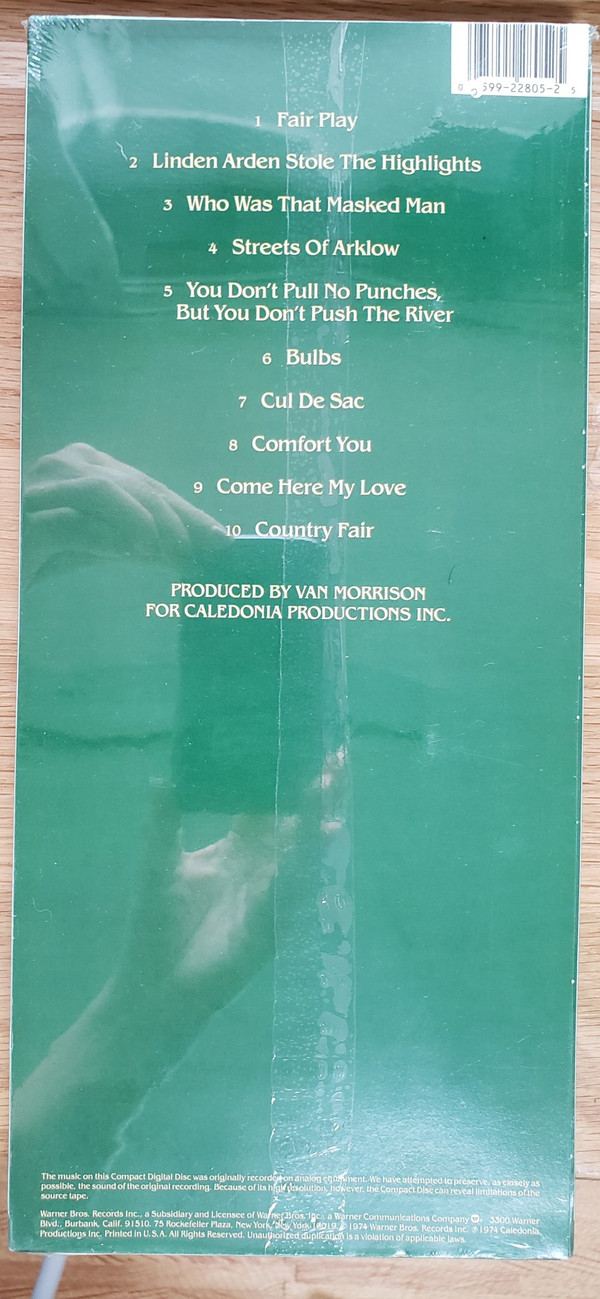 0 7599-22805-2 5
1 Fair Play
2 Linden Arden Stole The Highlights
3 Who Was That Masked Man
4 Streets Of Arklow
5 You Don't Pull No Punches,
But You Don't Push The River
6 Bulbs
7 Cul De Sac
8 Comfort You
9 Come Here My Love
10 Country Fair
PRODUCED BY VAN MORRISON
FOR CALEDONIA PRODUCTIONS INC.
The music on this Compact Digital Disc was originally recorded on analog equipment. We have attempted to preserve, as closely as
possible, the sound of the original recording. Because of its high resolution, however, the Compact Disc can reveal limitations of the
source tape.
Warner Bros. Records Inc., a Subsidiary and Licensee of Warner Bros. Inc., a Warner Communications Company 3300 Warner
Blvd., Burbank, Calif. 91510. 75 Rockefeller Plaza, New York, New York 10019. © 1974 Warner Bros. Records Inc. ℗ 1974 Caledonia
Productions Inc. Printed in U.S.A. All Rights Reserved. Unauthorized duplication is a violation of applicable laws.